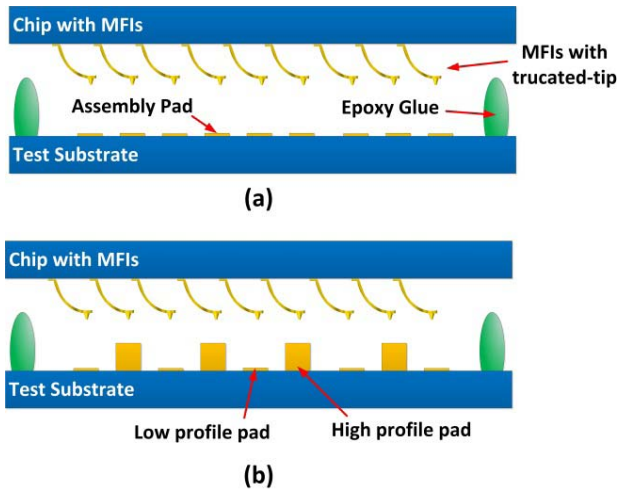 Chip with MFIs
MFIs with
trucated-tip
Assembly Pad
Epoxy Glue
Test Substrate
(a)
Chip with MFIs
Test Substrate
Low profile pad
High profile pad
(b)